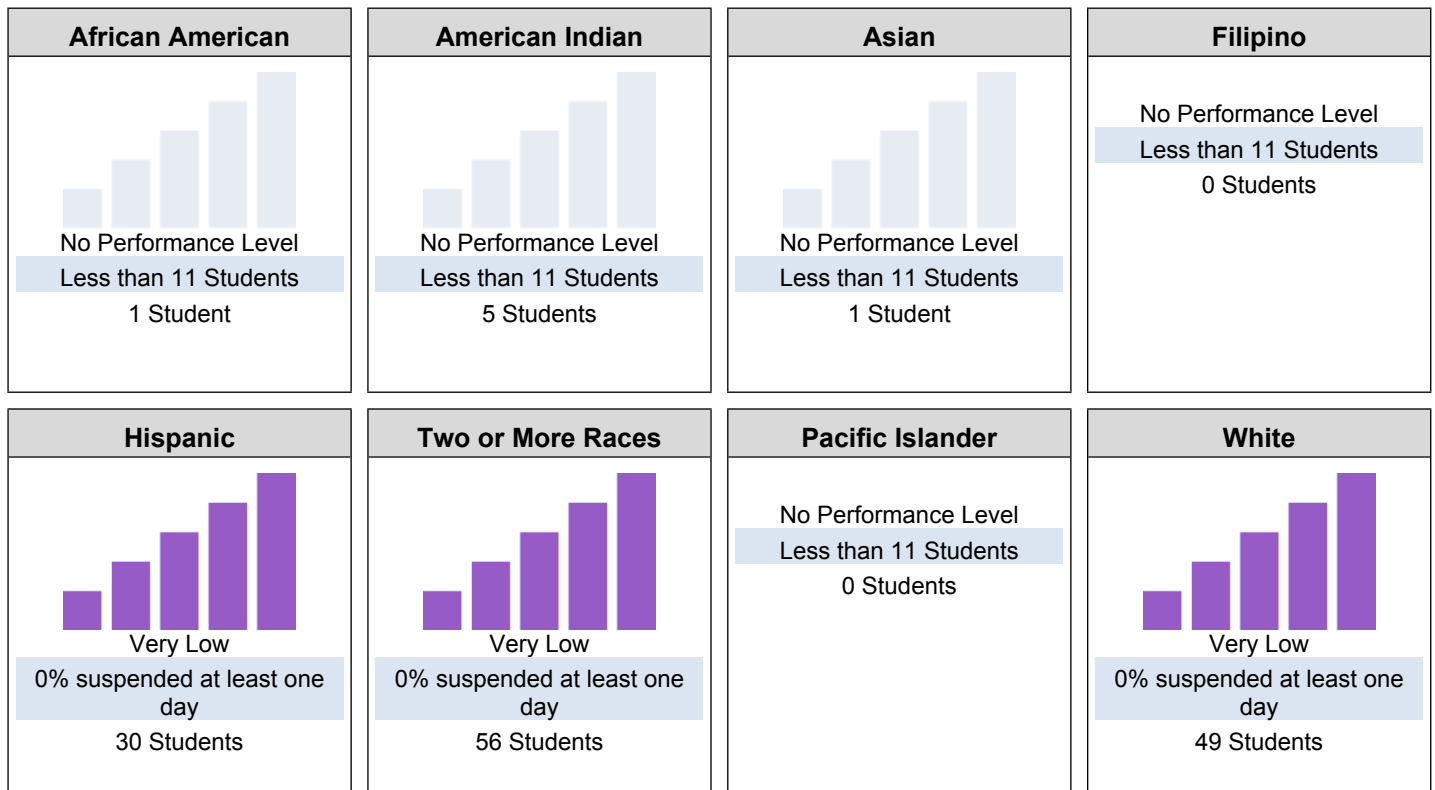 African American
No Performance Level
Less than 11 Students
1 Student
American Indian
No Performance Level
Less than 11 Students
5 Students
Asian
No Performance Level
Less than 11 Students
1 Student
Filipino
No Performance Level
Less than 11 Students
0 Students
Hispanic
Very Low
0% suspended at least one
day
30 Students
Two or More Races
Very Low
0% suspended at least one
day
56 Students
Pacific Islander
No Performance Level
Less than 11 Students
0 Students
White
Very Low
0% suspended at least one
day
49 Students